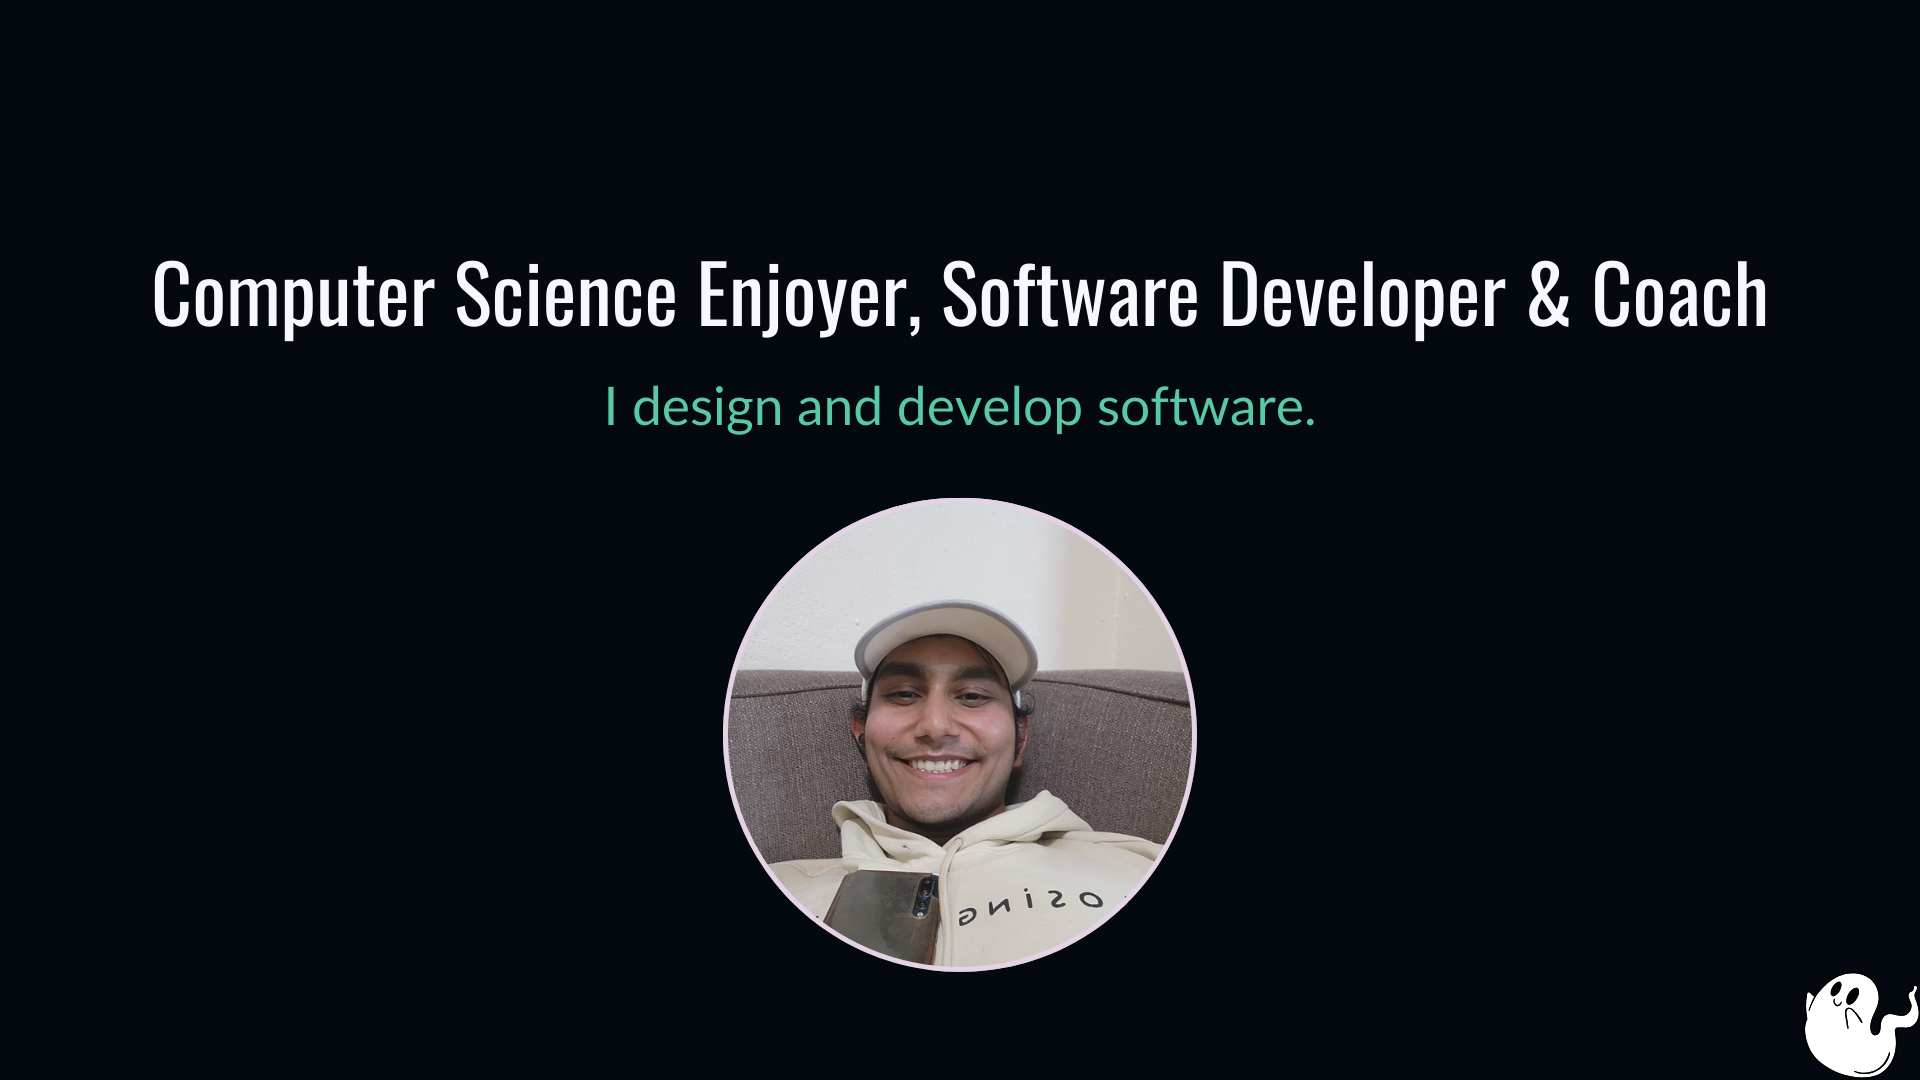 Computer Science Enjoyer, Software Developer & Coach
I design and develop software.